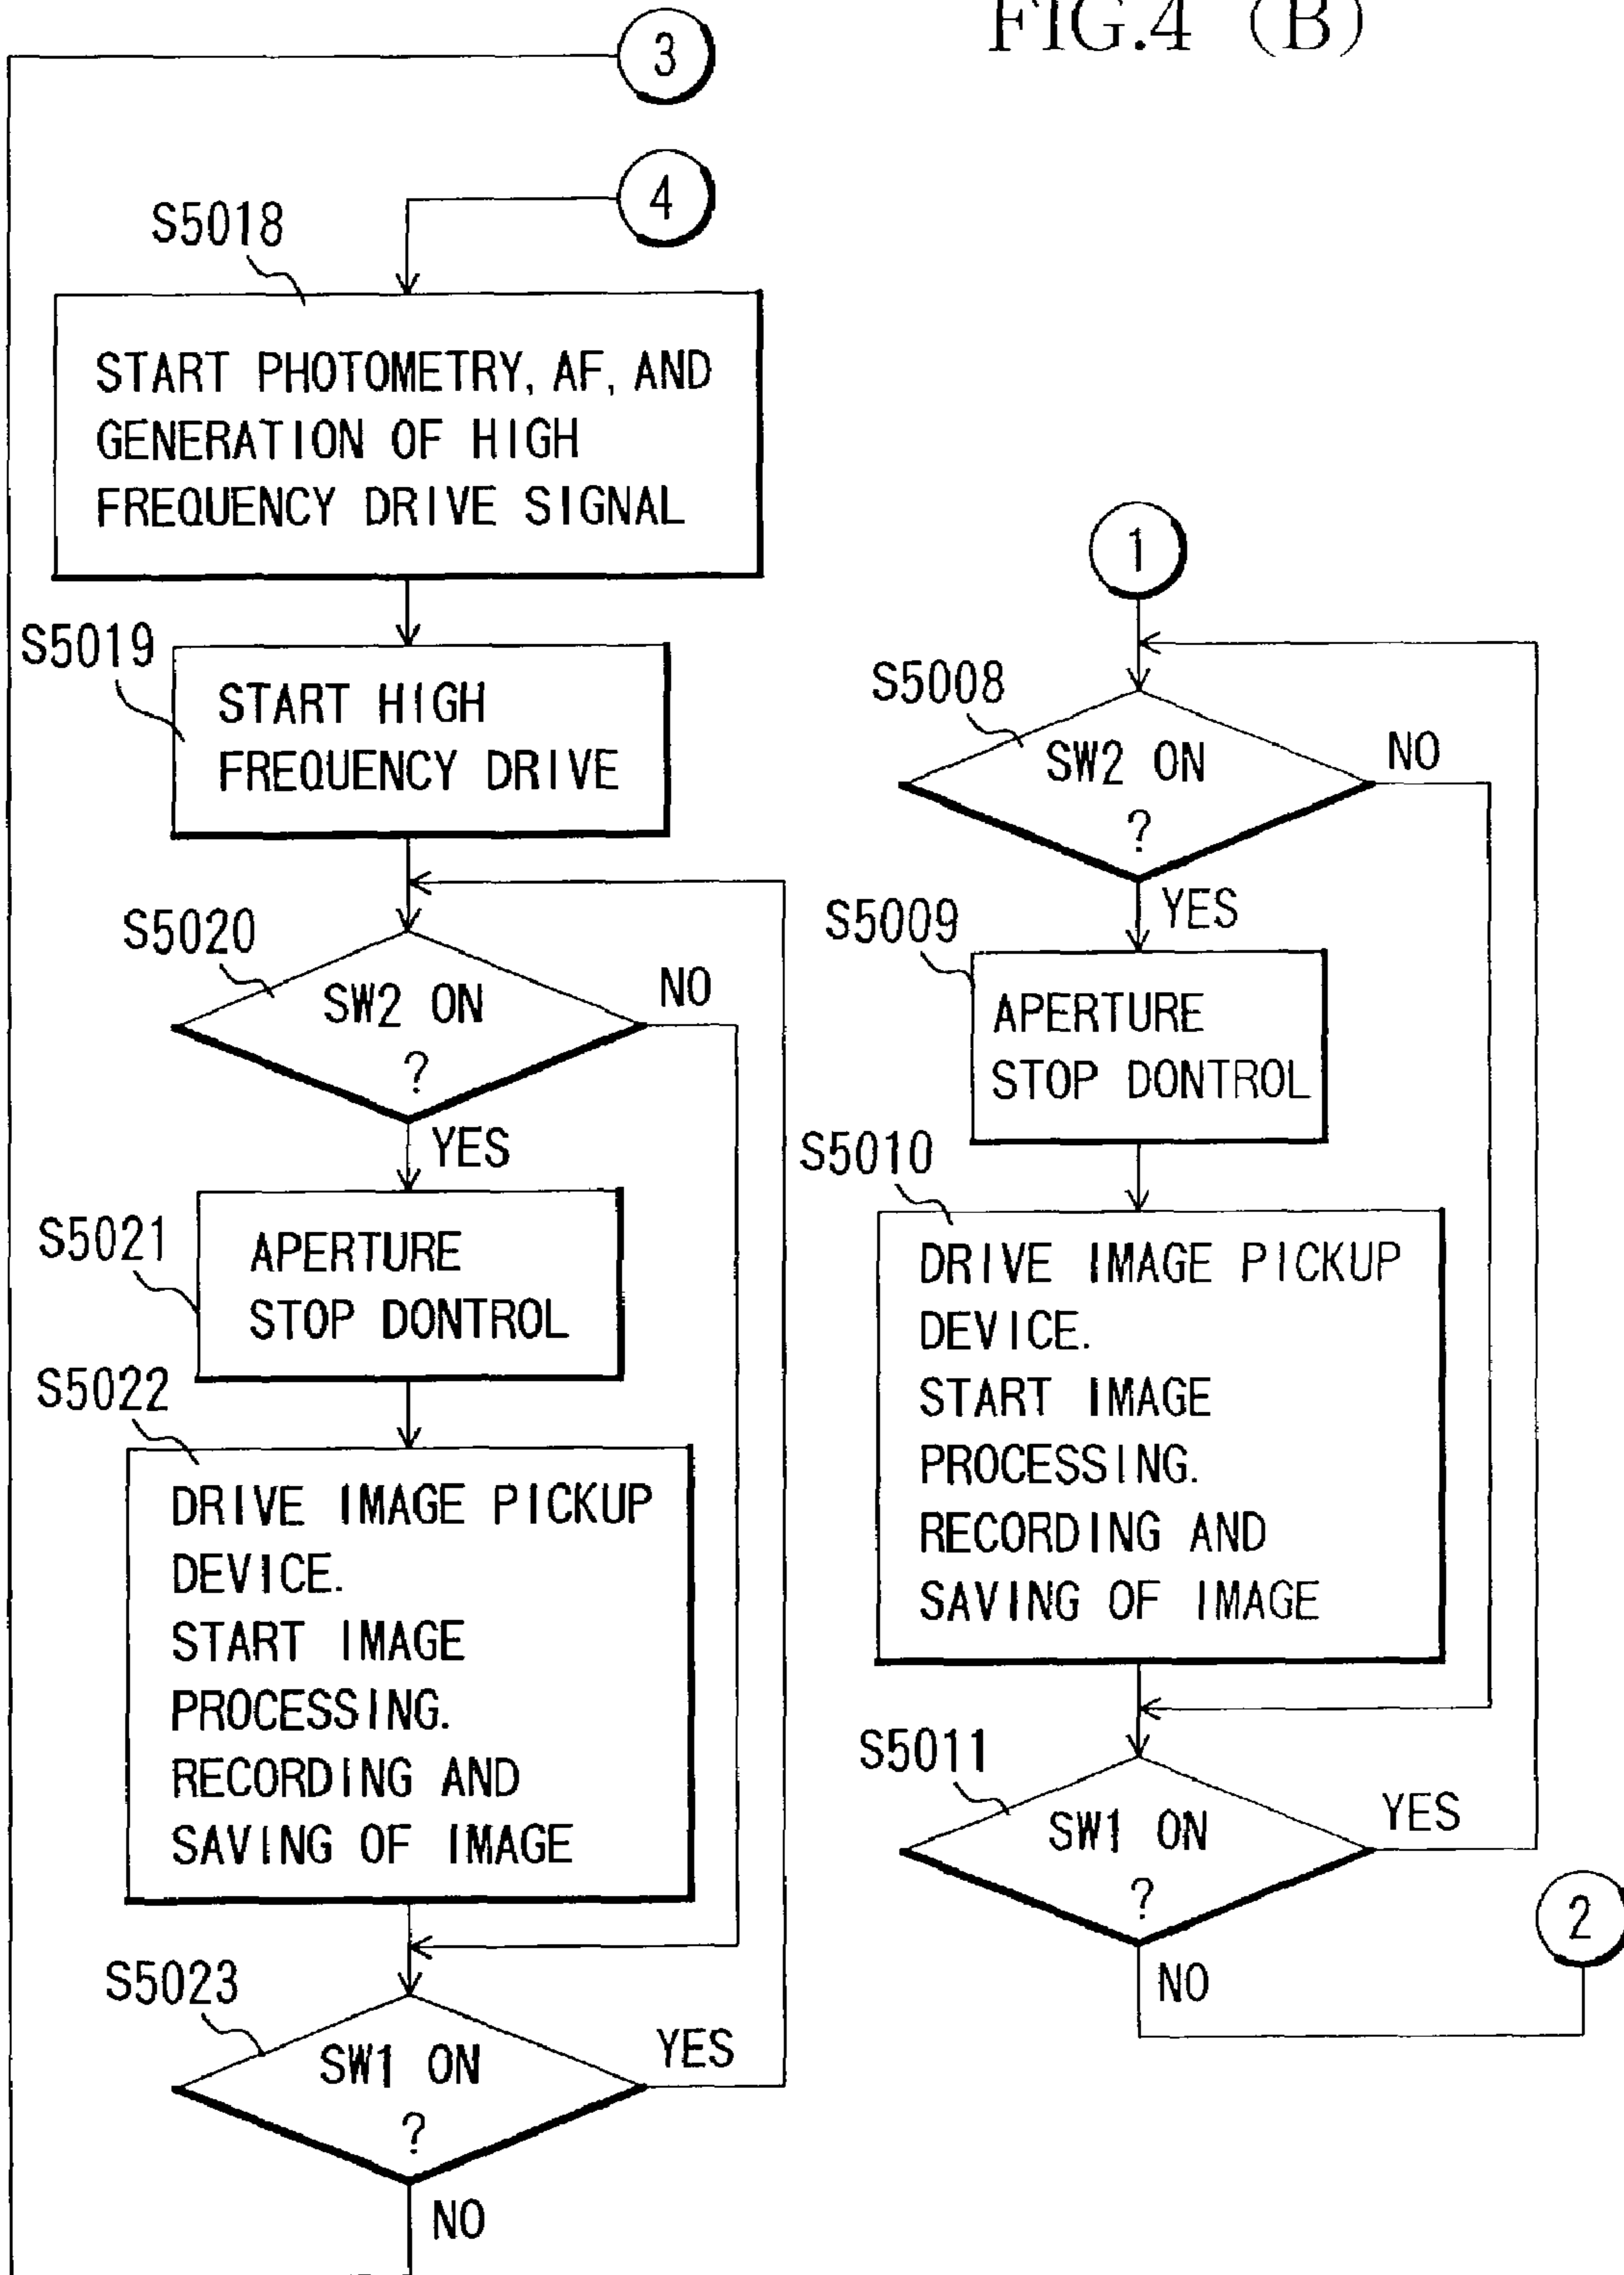 FIG.4 (B)
3
4
S5018
START PHOTOMETRY, AF, AND
GENERATION OF HIGH
FREQUENCY DRIVE SIGNAL
S5019
START HIGH
FREQUENCY DRIVE
S5020
SW2 ON
?
NO
YES
S5021
APERTURE
STOP DONTROL
S5022
DRIVE IMAGE PICKUP
DEVICE.
START IMAGE
PROCESSING.
RECORDING AND
SAVING OF IMAGE
S5023
SW1 ON
?
YES
NO
1
S5008
SW2 ON
?
NO
YES
S5009
APERTURE
STOP DONTROL
S5010
DRIVE IMAGE PICKUP
DEVICE.
START IMAGE
PROCESSING.
RECORDING AND
SAVING OF IMAGE
S5011
SW1 ON
?
YES
NO
2